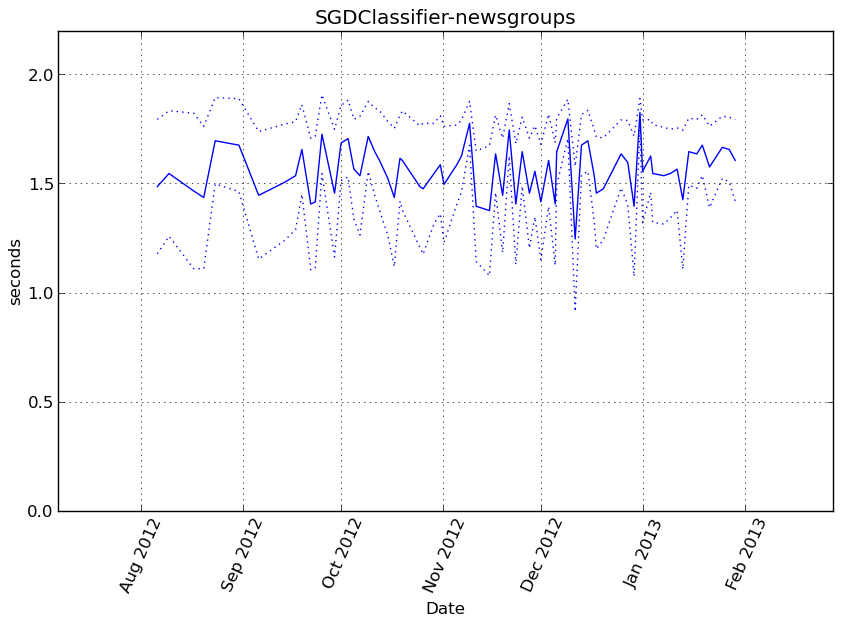 SGDClassifier-newsgroups
2.0
1.5
1.0
0.5
0.0
seconds
Aug 2012
Sep 2012
Oct 2012
Nov 2012
Dec 2012
Jan 2013
Feb 2013
Date